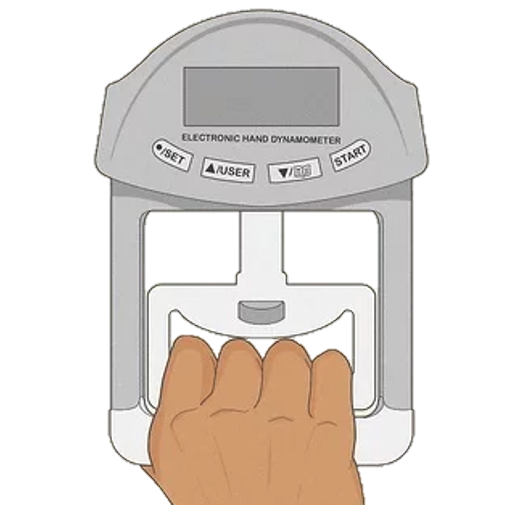 ELECTRONIC HAND DYNAMOMETER
●/SET
▲/USER
▼/
START